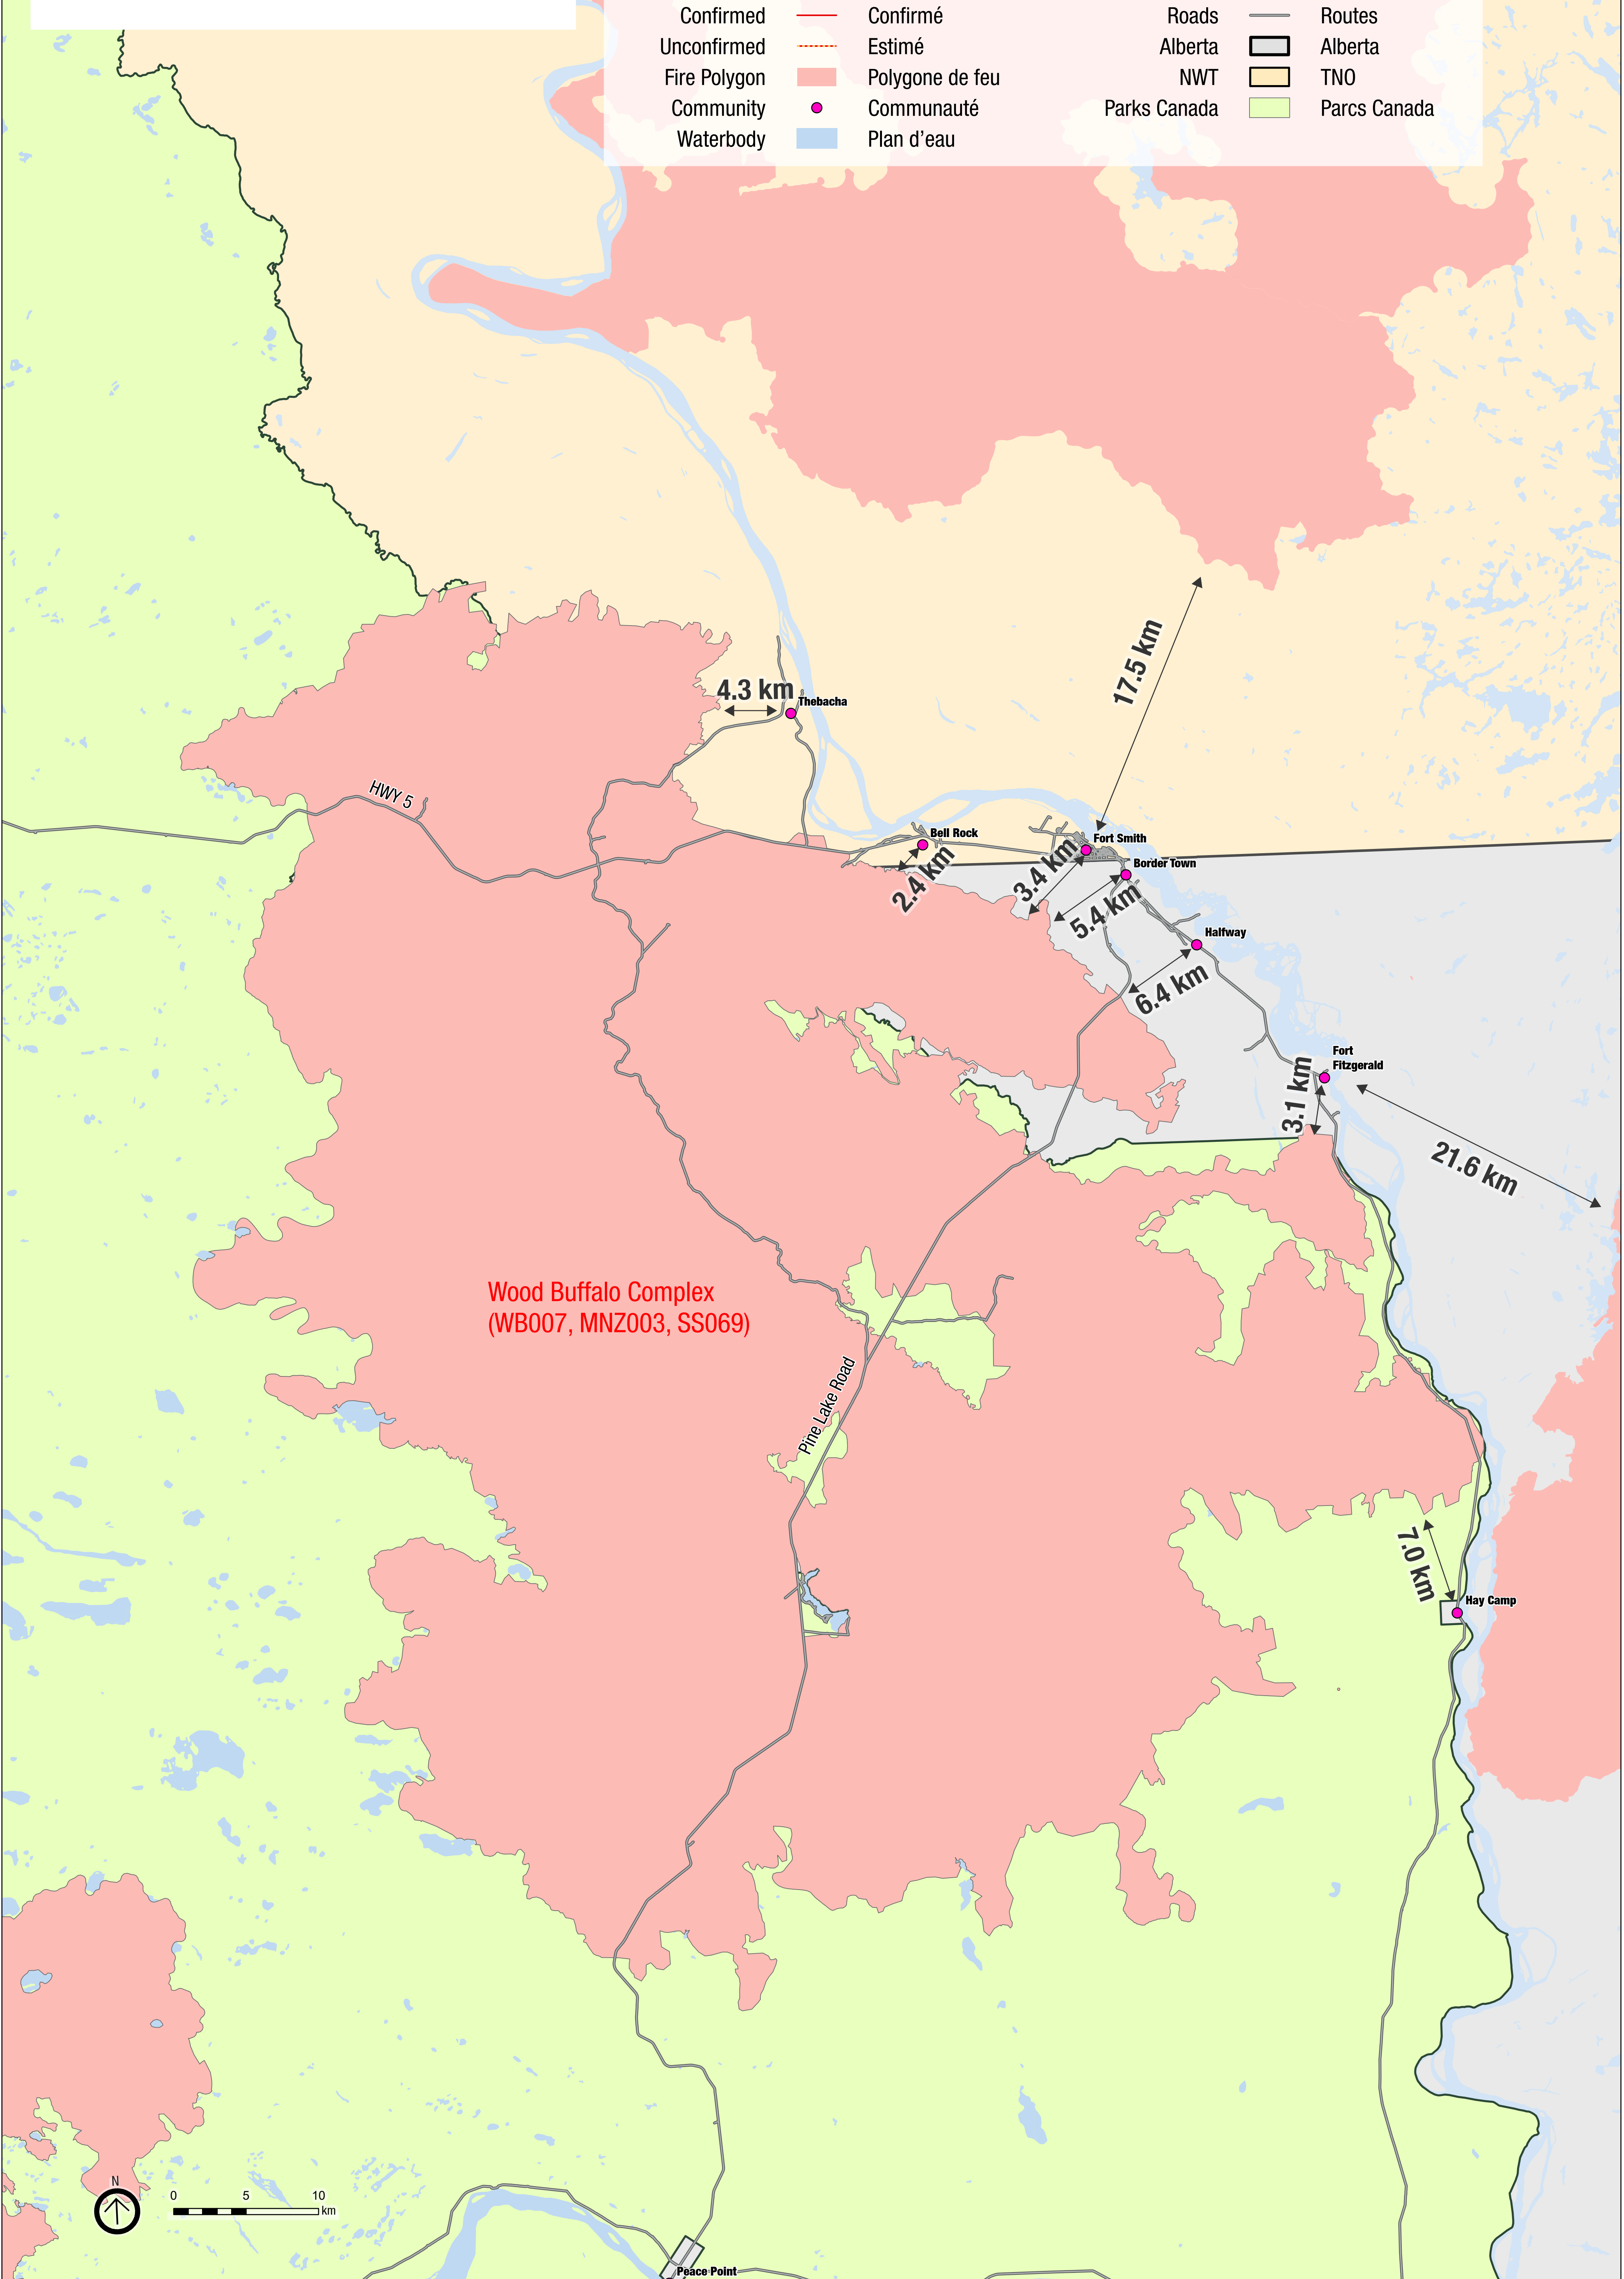 Confirmed Confirmé Roads Routes
Unconfirmed Estimé Alberta Alberta
Fire Polygon Polygone de feu NWT TNO
Community Communauté Parks Canada Parcs Canada
Waterbody Plan d'eau
17.5 km
4.3 km
Thebacha
HWY 5
Bell Rock
2.4 km
Fort Smith
3.4 km
Border Town
5.4 km
Halfway
6.4 km
Fort
Fitzgerald
3.1 km
21.6 km
Wood Buffalo Complex
(WB007, MNZ003, SS069)
Pine Lake Road
7.0 km
Hay Camp
N
0 5 10
km
Peace Point